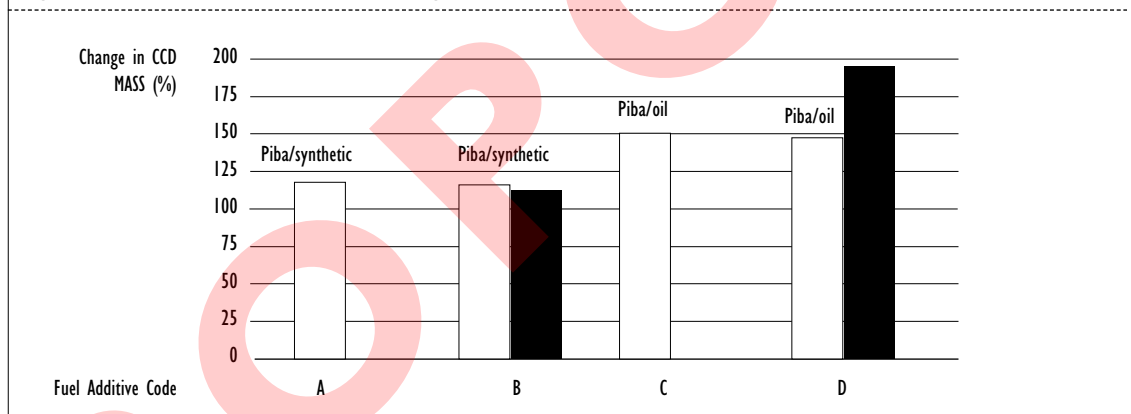 Change in CCD
MASS (%)
200
175
150
125
100
75
50
25
0
Piba/synthetic
Piba/synthetic
Piba/oil
Piba/oil
Fuel Additive Code
A
B
C
D